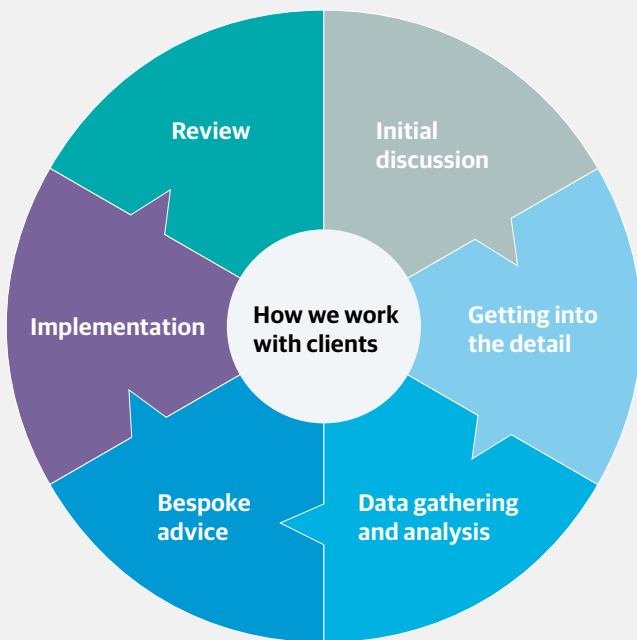 How we work
with clients
Initial
discussion
Getting into
the detail
Data gathering
and analysis
Bespoke
advice
Implementation
Review